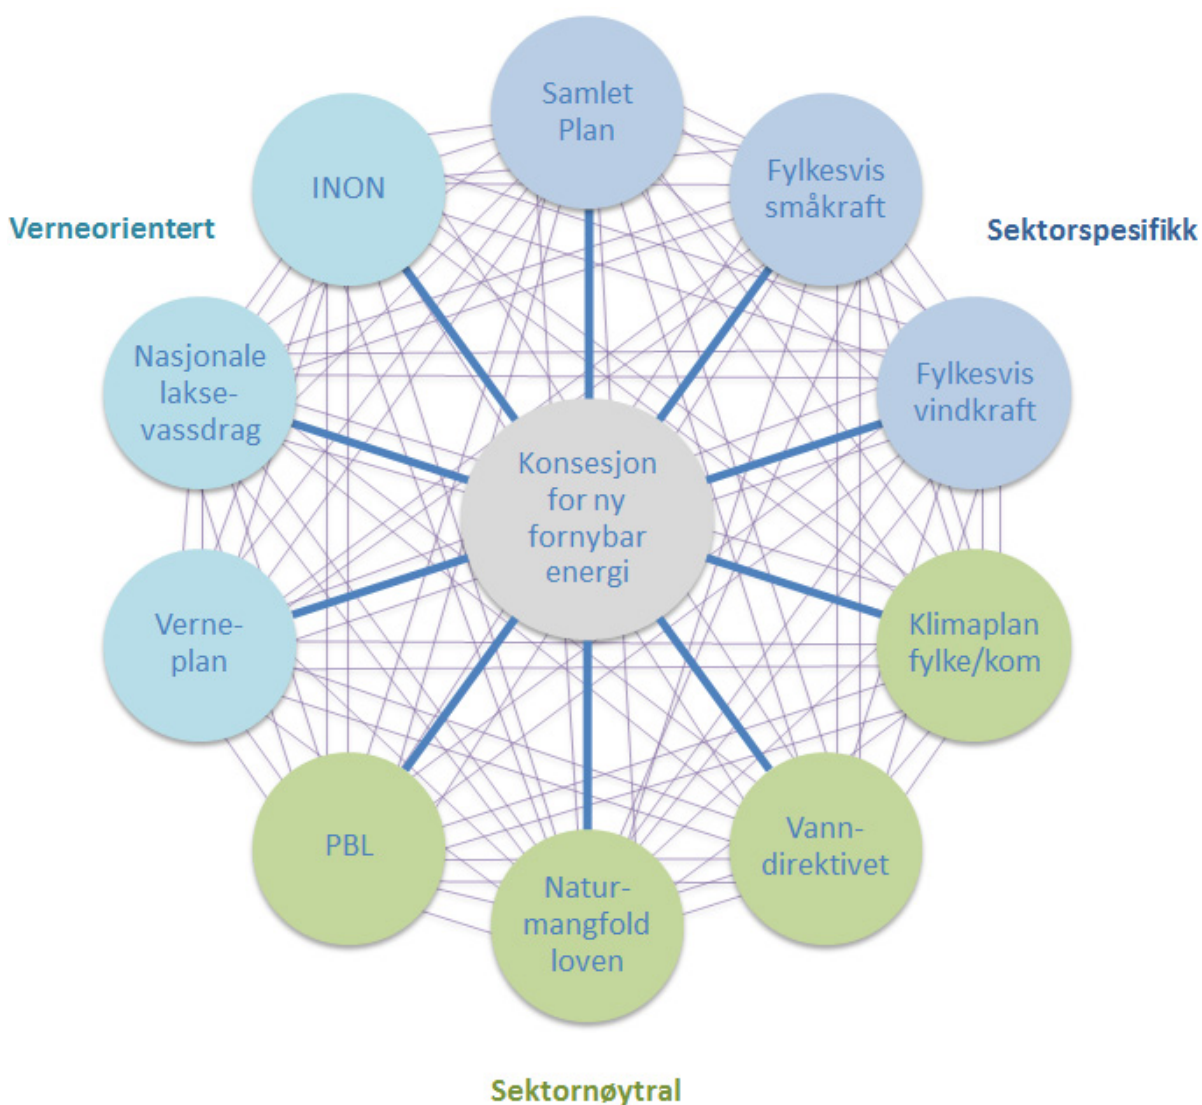 Samlet
Plan
INON
Fylkesvis
småkraft
Verneorientert
Sektorspesifikk
Nasjonale
lakse-
vassdrag
Fylkesvis
vindkraft
Konsesjon
for ny
fornybar
energi
Verne-
plan
Klimaplan
fylke/kom
PBL
Vann-
direktivet
Natur-
mangfold
loven
Sektornøytral